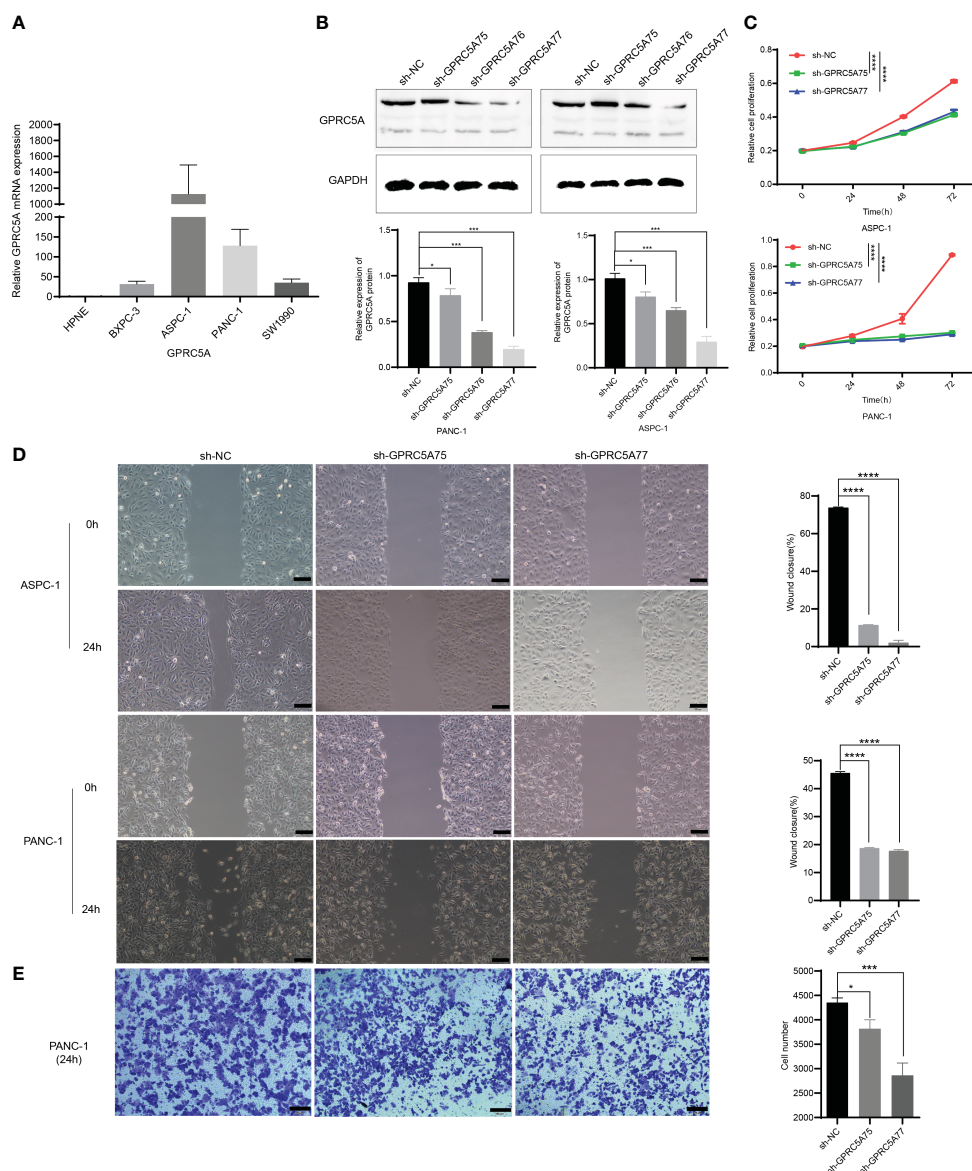 A
Relative GPRC5A mRNA expression
2000
1800
1600
1400
1200
1000
800
600
400
200
200
150
100
50
0
HPNE
BXPC-3
ASPC-1
PANC-1
SW1990
GPRC5A
B
sh-NC
sh-GPRC5A75
sh-GPRC5A76
sh-GPRC5A77
sh-NC
sh-GPRC5A75
sh-GPRC5A76
sh-GPRC5A77
GPRC5A
GAPDH
Relative expression of
GPRC5A protein
1.5
1.0
0.5
0.0
***
***
*
sh-NC
sh-GPRC5A75
sh-GPRC5A76
sh-GPRC5A77
PANC-1
Relative expression of
GPRC5A protein
1.5
1.0
0.5
0.0
***
***
*
sh-NC
sh-GPRC5A75
sh-GPRC5A76
sh-GPRC5A77
ASPC-1
C
Relative cell proliferation
0.8
0.6
0.4
0.2
0.0
sh-NC
sh-GPRC5A75
sh-GPRC5A77
****
****
0
24
48
72
Time(h)
ASPC-1
Relative cell proliferation
1.0
0.8
0.6
0.4
0.2
0.0
sh-NC
sh-GPRC5A75
sh-GPRC5A77
****
****
0
24
48
72
Time(h)
PANC-1
D
sh-NC
sh-GPRC5A75
sh-GPRC5A77
ASPC-1
0h
24h
PANC-1
0h
24h
Wound closure(%)
80
60
40
20
0
****
****
sh-NC
sh-GPRC5A75
sh-GPRC5A77
Wound closure(%)
50
40
30
20
10
0
****
****
sh-NC
sh-GPRC5A75
sh-GPRC5A77
E
PANC-1
(24h)
Cell number
5000
4500
4000
3500
3000
2500
2000
***
*
sh-NC
sh-GPRC5A75
sh-GPRC5A77